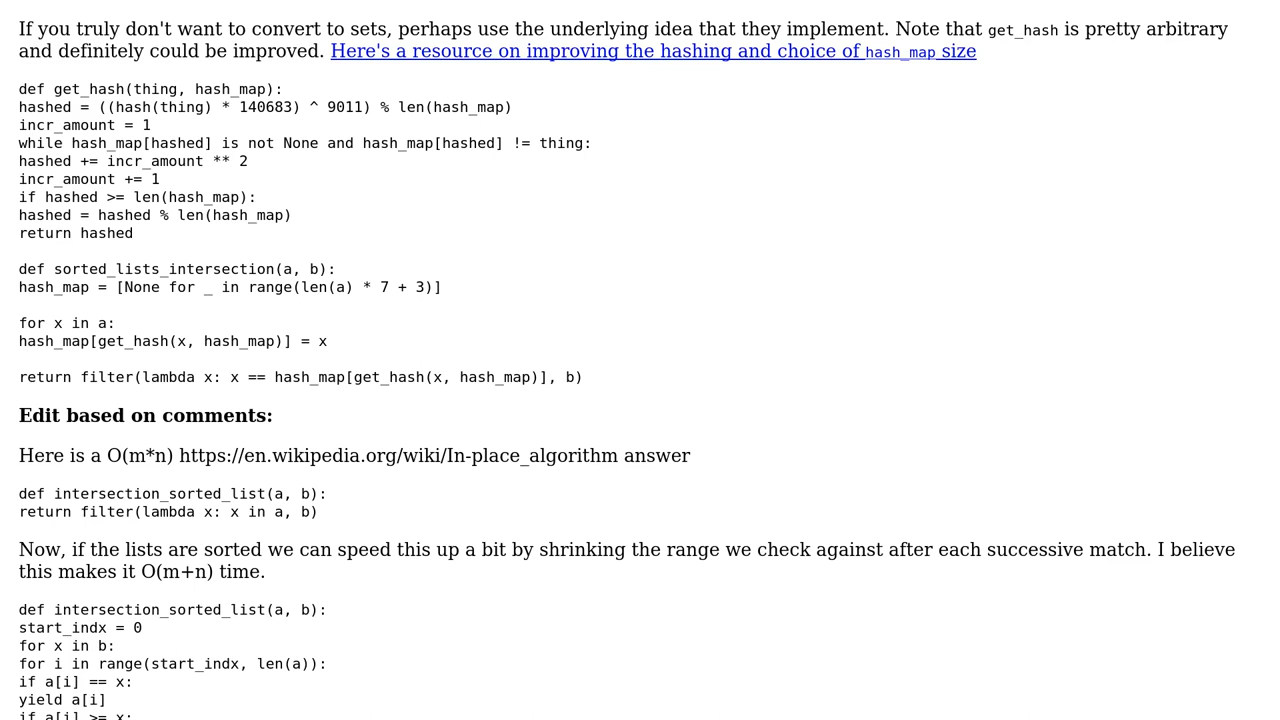 If you truly don't want to convert to sets, perhaps use the underlying idea that they implement. Note that get_hash is pretty arbitrary
and definitely could be improved. Here's a resource on improving the hashing and choice of hash_map size
def get_hash(thing, hash_map):
hashed = ((hash(thing) * 140683) ^ 9011) % len(hash_map)
incr_amount = 1
while hash_map[hashed] is not None and hash_map[hashed] != thing:
hashed += incr_amount ** 2
incr_amount += 1
if hashed >= len(hash_map):
hashed = hashed % len(hash_map)
return hashed
def sorted_lists_intersection(a, b):
hash_map = [None for _ in range(len(a) * 7 + 3)]
for x in a:
hash_map[get_hash(x, hash_map)] = x
return filter(lambda x: x == hash_map[get_hash(x, hash_map)], b)
Edit based on comments:
Here is a O(m*n) https://en.wikipedia.org/wiki/In-place_algorithm answer
def intersection_sorted_list(a, b):
return filter(lambda x: x in a, b)
Now, if the lists are sorted we can speed this up a bit by shrinking the range we check against after each successive match. I believe
this makes it O(m+n) time.
def intersection_sorted_list(a, b):
start_indx = 0
for x in b:
for i in range(start_indx, len(a)):
if a[i] == x:
yield a[i]
if a[i] >= x: